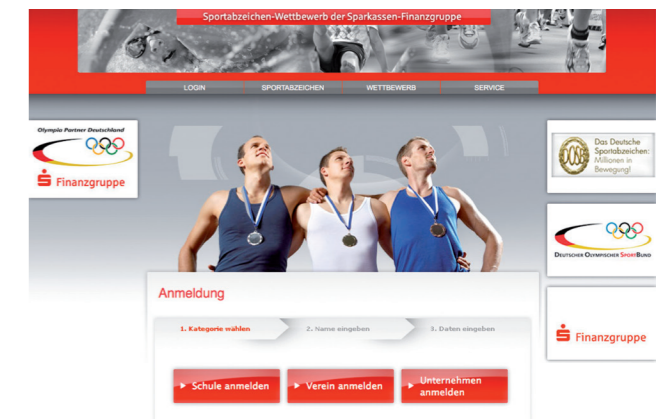 Sportabzeichen-Wettbewerb der Sparkassen-Finanzgruppe
LOGIN SPORTABZEICHEN WETTBEWERB SERVICE
Olympia Partner Deutschland
Finanzgruppe
DOSB
Das Deutsche
Sportabzeichen:
Millionen in
Bewegung!
DEUTSCHER OLYMPISCHER SPORTBUND
Finanzgruppe
Anmeldung
1. Kategorie wählen 2. Name eingeben 3. Daten eingeben
Schule anmelden
Verein anmelden
Unternehmen
anmelden